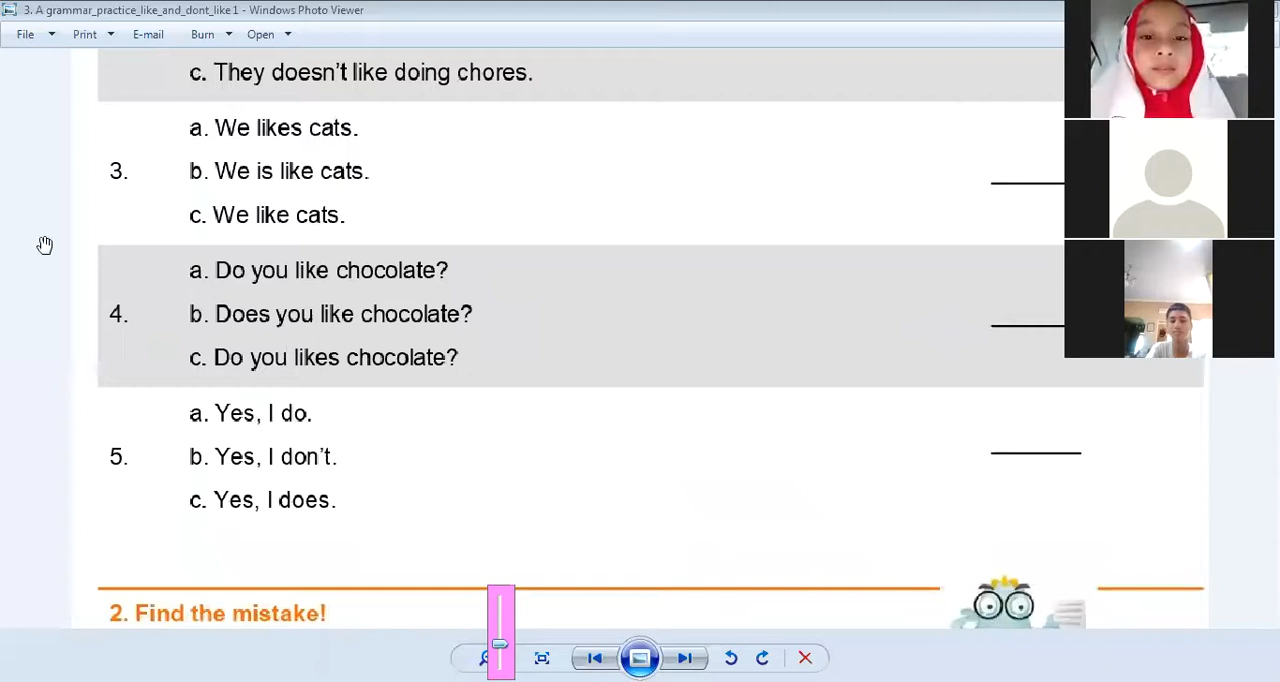 3. A grammar_practice_like_and_dont_like1 - Windows Photo Viewer
File Print E-mail Burn Open
c. They doesn't like doing chores.
a. We likes cats.
3. b. We is like cats.
c. We like cats.
a. Do you like chocolate?
4. b. Does you like chocolate?
c. Do you likes chocolate?
a. Yes, I do.
5. b. Yes, I don't.
c. Yes, I does.
2. Find the mistake!